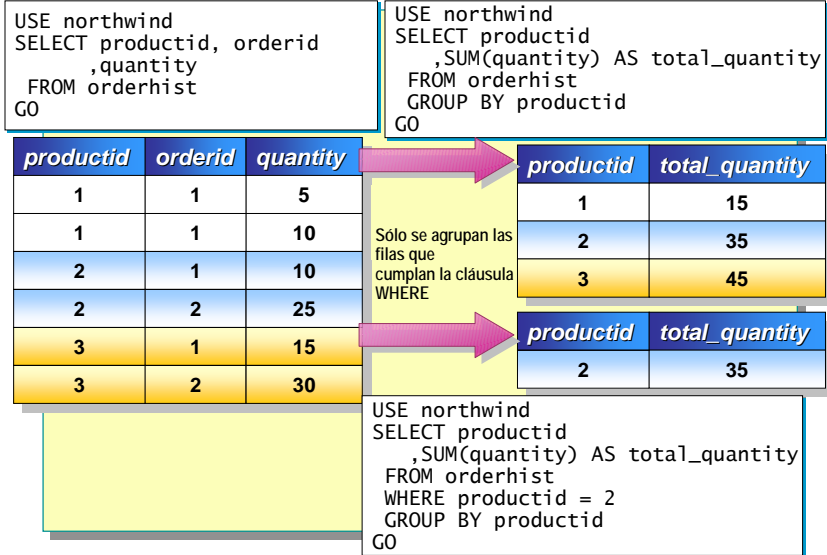 USE northwind
SELECT productid, orderid
,quantity
FROM orderhist
GO
USE northwind
SELECT productid
,SUM(quantity) AS total_quantity
FROM orderhist
GROUP BY productid
GO
productid orderid quantity
1 1 5
1 1 10
2 1 10
2 2 25
3 1 15
3 2 30
Sólo se agrupan las
filas que
cumplan la cláusula
WHERE
productid total_quantity
1 15
2 35
3 45
productid total_quantity
2 35
USE northwind
SELECT productid
,SUM(quantity) AS total_quantity
FROM orderhist
WHERE productid = 2
GROUP BY productid
GO